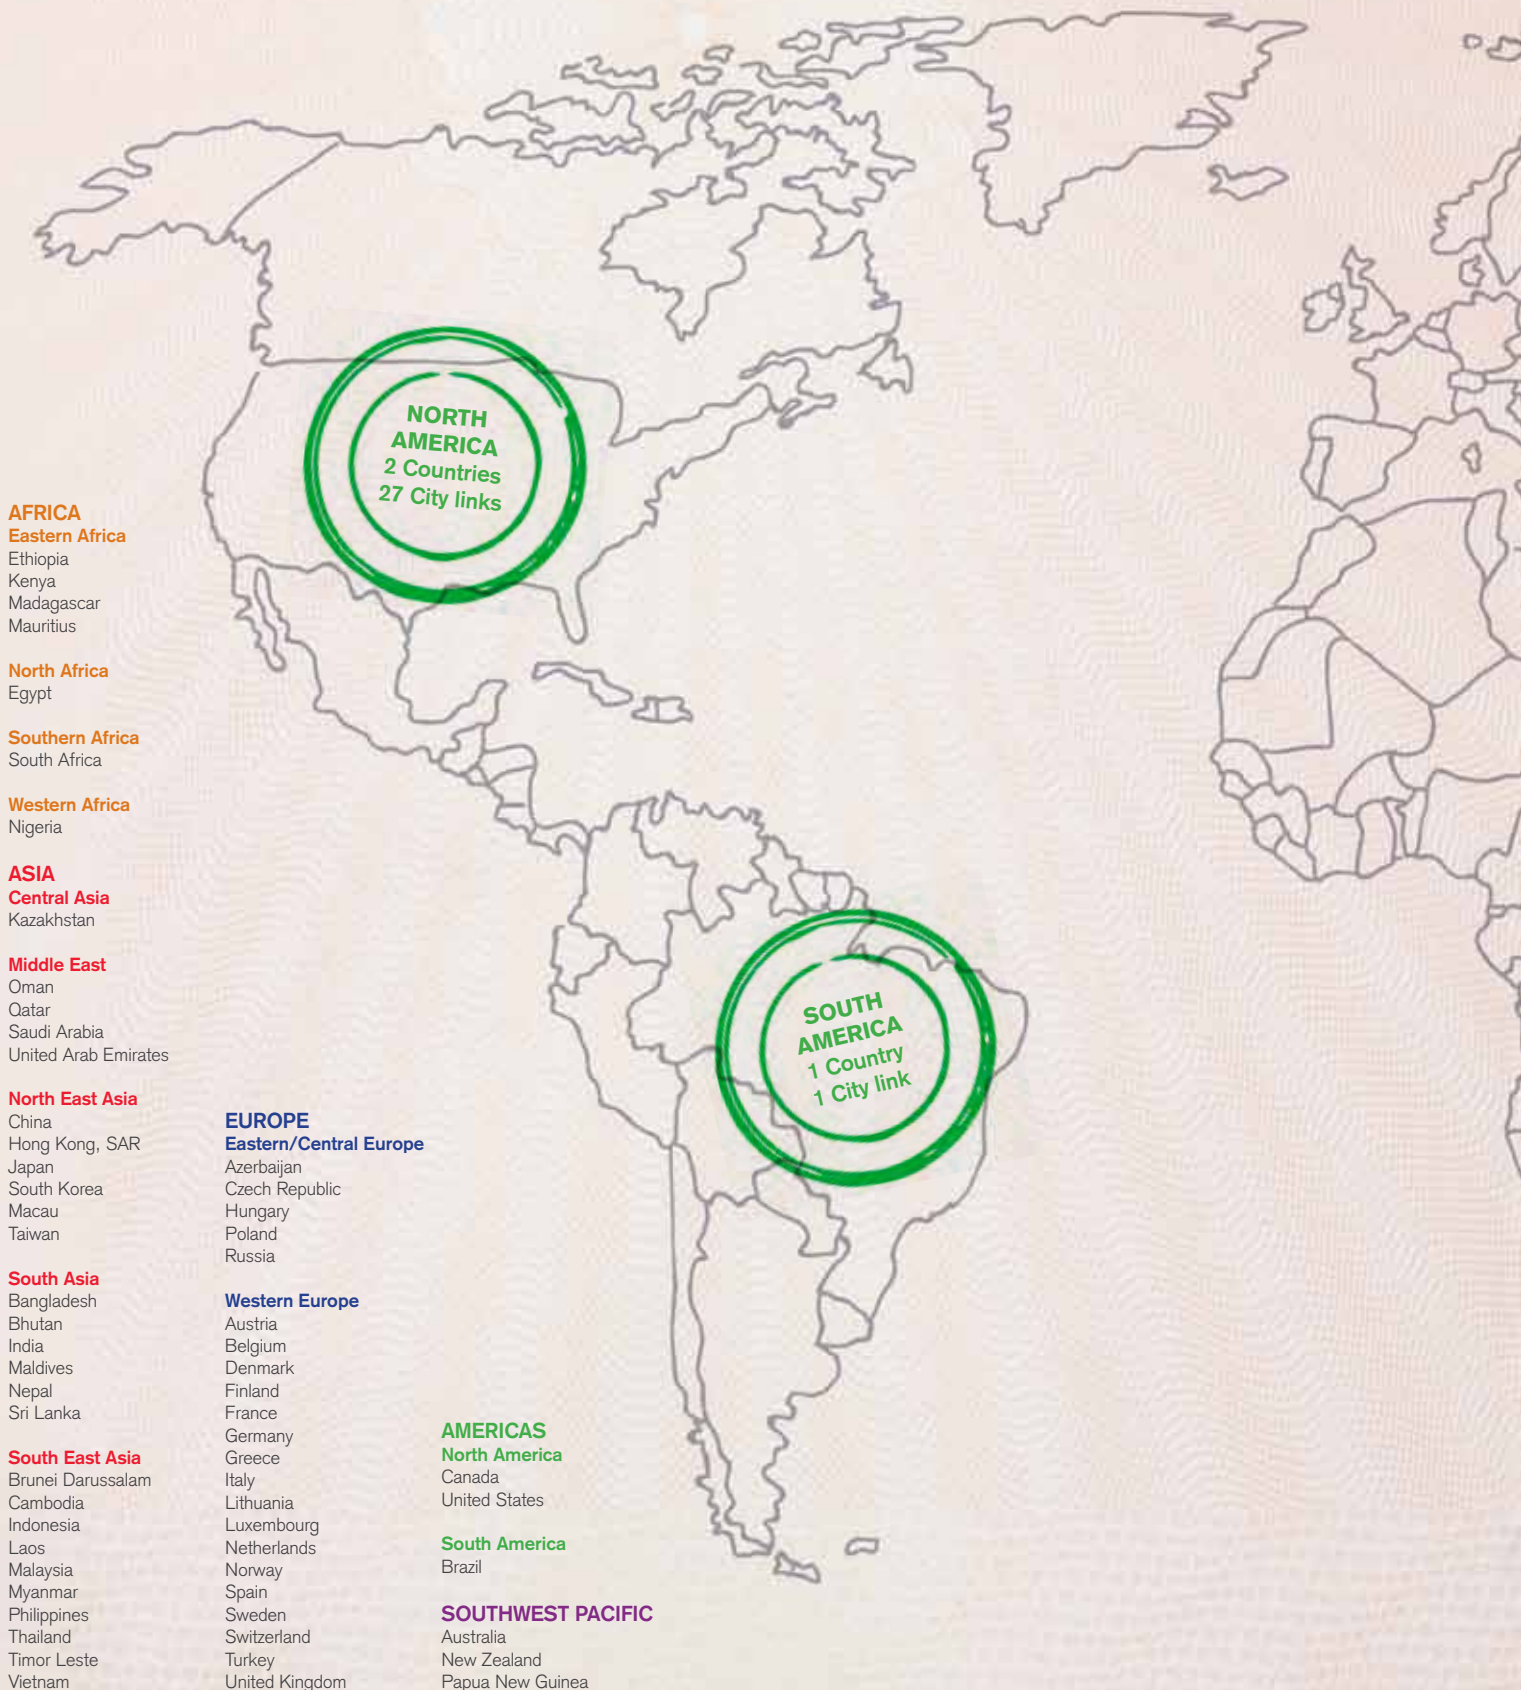 NORTH
AMERICA
2 Countries
27 City links
SOUTH
AMERICA
1 Country
1 City link
AFRICA
Eastern Africa
Ethiopia
Kenya
Madagascar
Mauritius
North Africa
Egypt
Southern Africa
South Africa
Western Africa
Nigeria
ASIA
Central Asia
Kazakhstan
Middle East
Oman
Qatar
Saudi Arabia
United Arab Emirates
North East Asia
China
Hong Kong, SAR
Japan
South Korea
Macau
Taiwan
South Asia
Bangladesh
Bhutan
India
Maldives
Nepal
Sri Lanka
South East Asia
Brunei Darussalam
Cambodia
Indonesia
Laos
Malaysia
Myanmar
Philippines
Thailand
Timor Leste
Vietnam
EUROPE
Eastern/Central Europe
Azerbaijan
Czech Republic
Hungary
Poland
Russia
Western Europe
Austria
Belgium
Denmark
Finland
France
Germany
Greece
Italy
Lithuania
Luxembourg
Netherlands
Norway
Spain
Sweden
Switzerland
Turkey
United Kingdom
AMERICAS
North America
Canada
United States
South America
Brazil
SOUTHWEST PACIFIC
Australia
New Zealand
Papua New Guinea